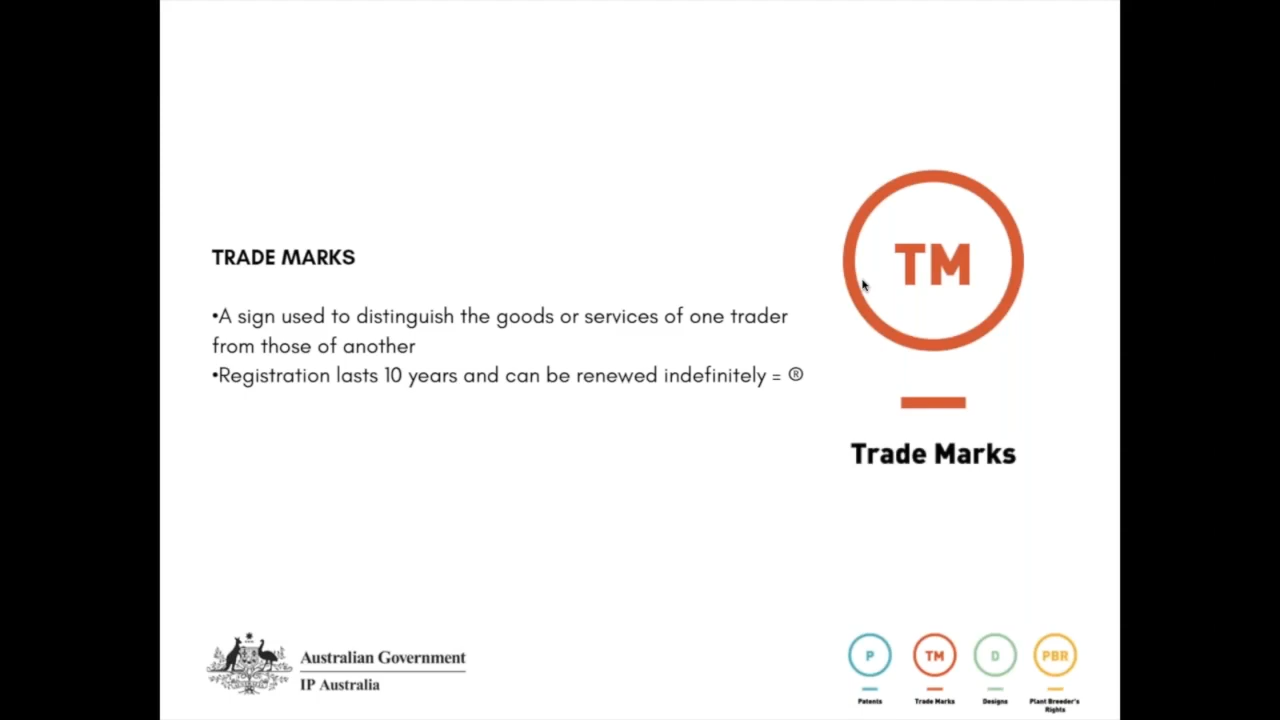 TRADE MARKS
•A sign used to distinguish the goods or services of one trader
from those of another
•Registration lasts 10 years and can be renewed indefinitely = ®
TM
Trade Marks
Australian Government
IP Australia
P
Patents
TM
Trade Marks
D
Designs
PBR
Plant Breeder's
Rights